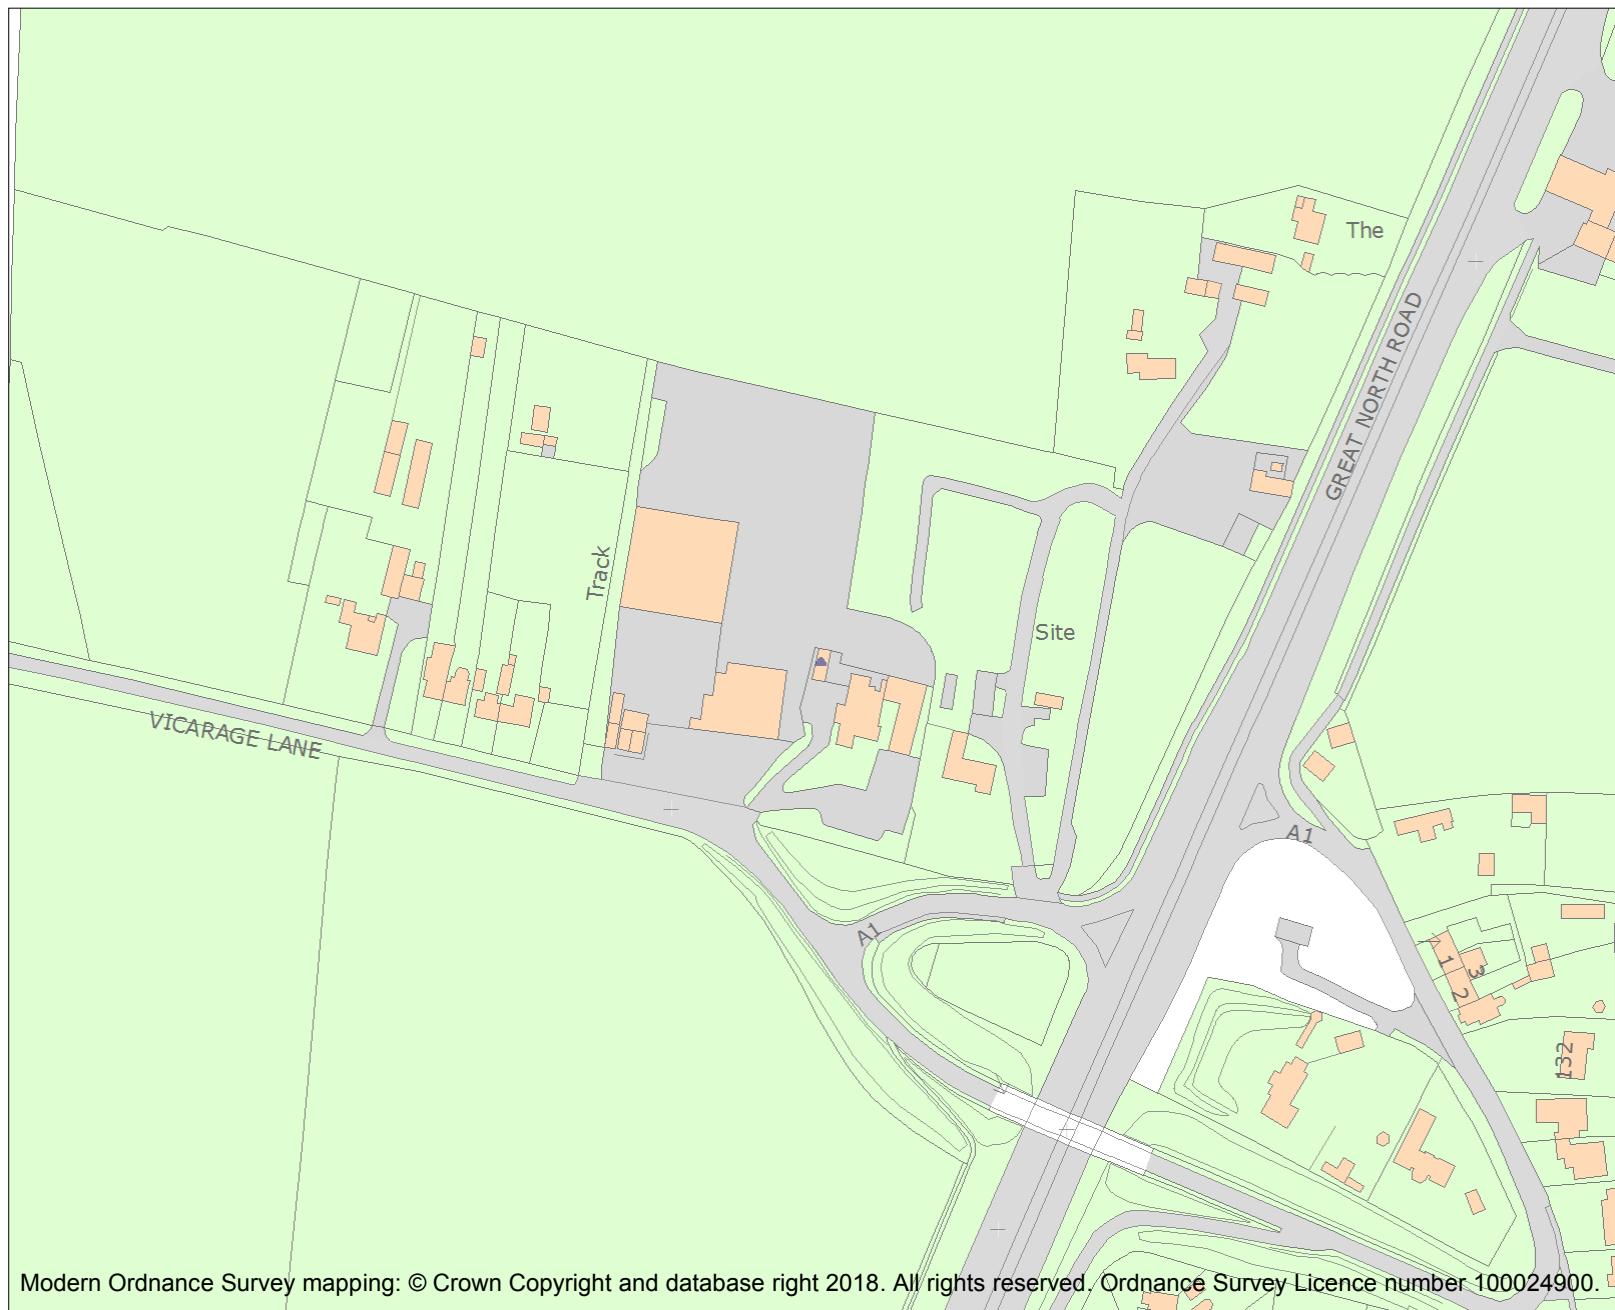 The
GREAT NORTH ROAD
Track
Site
VICARAGE LANE
A1
A1
1
3
2
132
Modern Ordnance Survey mapping: © Crown Copyright and database right 2018. All rights reserved. Ordnance Survey Licence number 100024900.